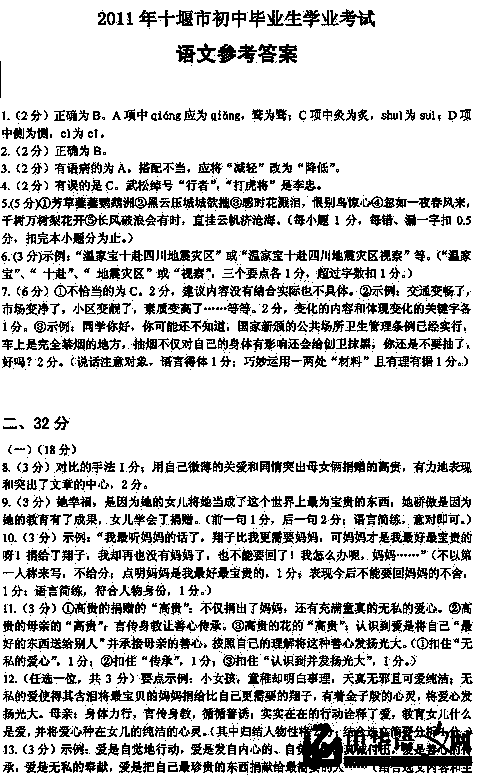 2011年十堰市初中毕业生学业考试
语文参考答案
1.(2分)正确为B。A项中qióng应为qiǎng,骛为鹜;C项中灸为炙,shuì为suì;D项
中侧为恻,cì为cī。
2.(2分)正确为B。
3.(2分)有语病的为A。搭配不当,应将“减轻”改为“降低”。
4.(2分)有误的是C。武松绰号“行者”,“打虎将”是李忠。
5.(5分)①芳草萋萋鹦鹉洲②黑云压城城欲摧③感时花溅泪,恨别鸟惊心④忽如一夜春风来,
千树万树梨花开⑤长风破浪会有时,直挂云帆济沧海。(每小题1分,每错、漏一字扣0.5
分,扣完本小题分为止。)
6.(3分)示例:“温家宝十赴四川地震灾区”或“温家宝十赴四川地震灾区视察”等。(“温家
宝”、“十赴”、“地震灾区”或“视察”,三个要点各1分,超过字数扣1分。)
7.(6分)①不恰当的为C。2分,建议内容没有结合实际也不具体。②示例:交通变畅了,
市场变净了,小区变靓了,素质变高了……等等。2分,变化的内容和体现变化的关键字各
1分。③示例:同学你好,你可能还不知道,国家新颁的公共场所卫生管理条例已经实行,
车上是完全禁烟的地方,抽烟不仅对自己的身体有影响还会给创卫抹黑,你还是不要抽了,
好吗?2分。(说话注意对象,语言得体1分;巧妙运用一两处“材料”且有理有据1分。)
二、32分
(一)(18分)
8.(3分)对比的手法1分;用自己微薄的关爱和同情突出母女俩捐赠的高贵,有力地表现
和突出了文章的中心,2分。
9.(3分)她幸福,是因为她的女儿将她当成了这个世界上最为宝贵的东西;她骄傲是因为
她的教育有了成果,女儿学会了捐赠。(前一句1分,后一句2分;语言简练,意对即可。)
10.(3分)示例:“我最听妈妈的话了。翔子比我更需要妈妈,可妈妈才是我最好最宝贵的
呀!捐给了翔子,我却再也没有妈妈了,也不能要回了!我怎么办呢,妈妈……”(不以第
一人称来写,不给分;点明妈妈是我最好最宝贵的,1分;表现今后不能要回妈妈的不舍,
1分;语言简练,符合人物身份,1分。)
11.(3分)①高贵的捐赠的“高贵”:不仅捐出了妈妈,还有充满童真的无私的爱心。②高
贵的母亲的“高贵”:言传身教让善心传承。③高贵的花的“高贵”:认识到爱是将自己“最
好的东西送给别人”并承接母亲的善心,按照自己的理解将这种善心发扬光大。(①扣住“无
私的爱心”,1分;②扣住“传承”,1分;③扣住“认识到并发扬光大”,1分。)
12.(任选一位,共3分)要点示例:小女孩,童稚却明白事理,天真无邪且可爱纯洁;无
私的爱使得其含泪将最宝贝的妈妈捐给比自己更需要的翔子,有着金子般的心灵,将爱心发
扬光大。母亲:身体力行,言传身教,循循善诱;实实在在的行动诠释了爱,教育女儿什么
是爱,并将爱心种在女儿的纯洁的心灵。(其中归结人物性格
13.(3分)示例:爱是自觉地行动,爱是发自内心的、
承,爱是无私的奉献,爱是把自己最珍贵的东西捐献给最需要的人